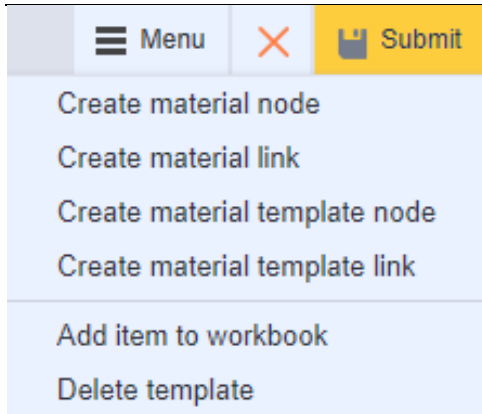 Menu Submit
Create material node
Create material link
Create material template node
Create material template link
Add item to workbook
Delete template